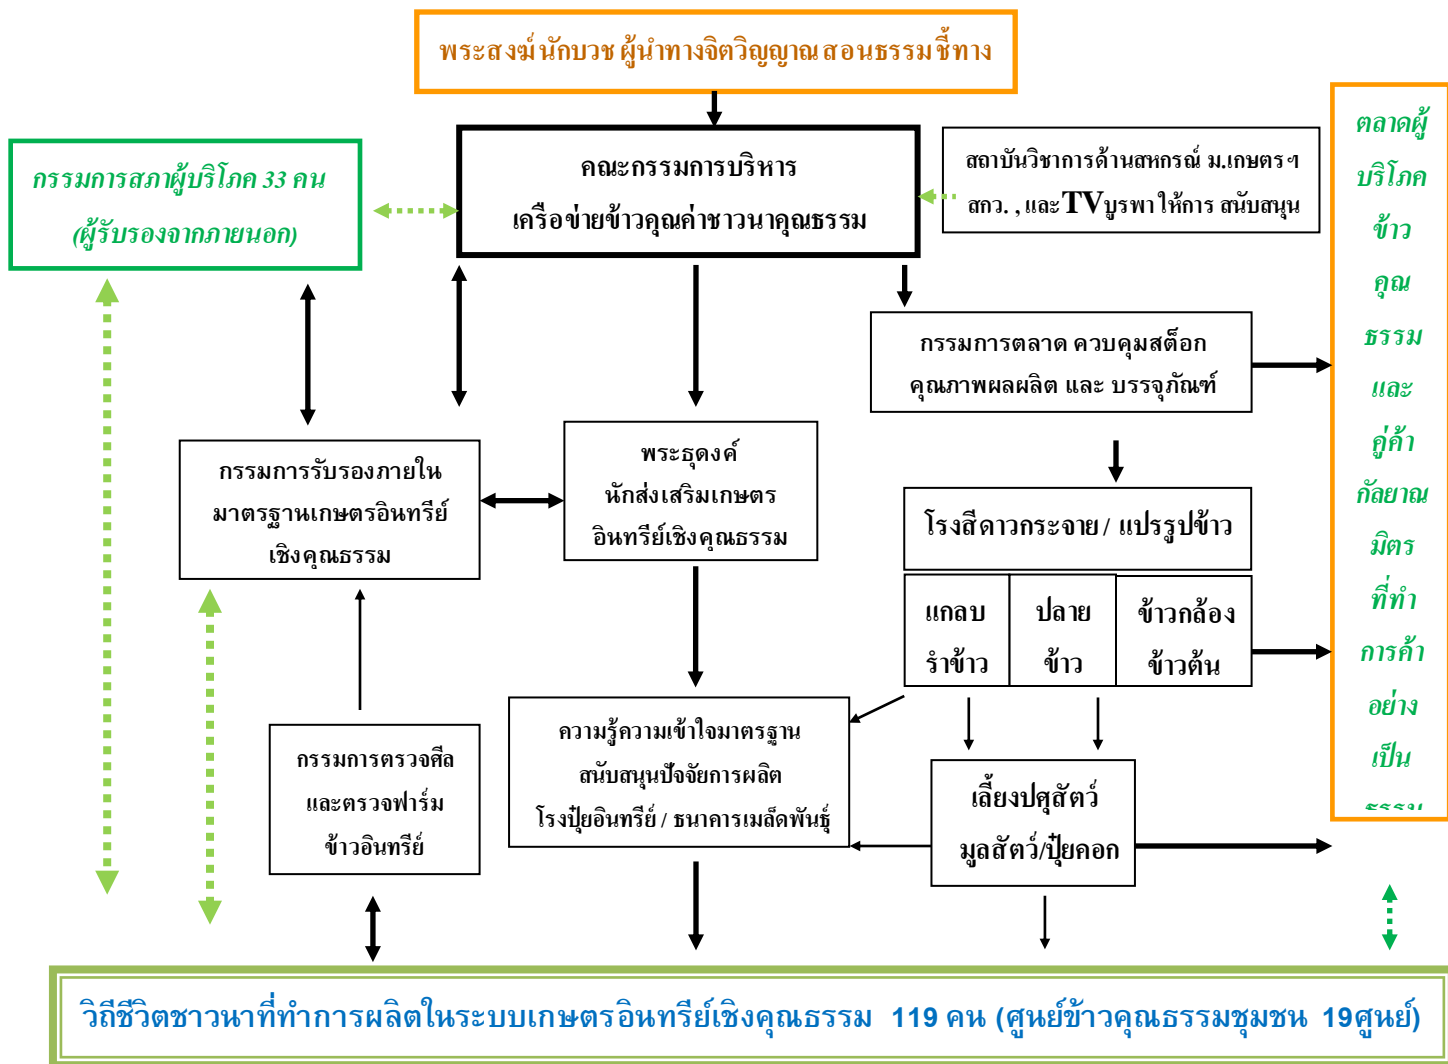 พระสงฆ์ นักบวช ผู้นำทางจิตวิญญาณ สอนธรรม ชี้ทาง
กรรมการสภาผู้บริโภค 33 คน
(ผู้รับรองจากภายนอก)
คณะกรรมการบริหาร
เครือข่ายข้าวคุณค่าชาวนาคุณธรรม
สถาบันวิชาการด้านสหกรณ์ ม.เกษตรฯ
สกว. , และTVบูรพา ให้การ สนับสนุน
ตลาดผู้
บริโภค
ข้าว
คุณ
ธรรม
และ
คู่ค้า
กัลยาณ
มิตร
ที่ทำ
การค้า
อย่าง
เป็น
ธรรม
กรรมการตลาด ควบคุมสต็อก
คุณภาพผลผลิต และ บรรจุภัณฑ์
กรรมการรับรองภายใน
มาตรฐานเกษตรอินทรีย์
เชิงคุณธรรม
พระธุดงค์
นักส่งเสริมเกษตร
อินทรีย์เชิงคุณธรรม
โรงสีดาวกระจาย / แปรรูปข้าว
แกลบ
รำข้าว
ปลาย
ข้าว
ข้าวกล้อง
ข้าวต้น
กรรมการตรวจศีล
และตรวจฟาร์ม
ข้าวอินทรีย์
ความรู้ความเข้าใจมาตรฐาน
สนับสนุนปัจจัยการผลิต
โรงปุ๋ยอินทรีย์ / ธนาคารเมล็ดพันธุ์
เลี้ยงปศุสัตว์
มูลสัตว์/ปุ๋ยคอก
วิถีชีวิตชาวนาที่ทำการผลิตในระบบเกษตรอินทรีย์เชิงคุณธรรม 119 คน (ศูนย์ข้าวคุณธรรมชุมชน 19ศูนย์)